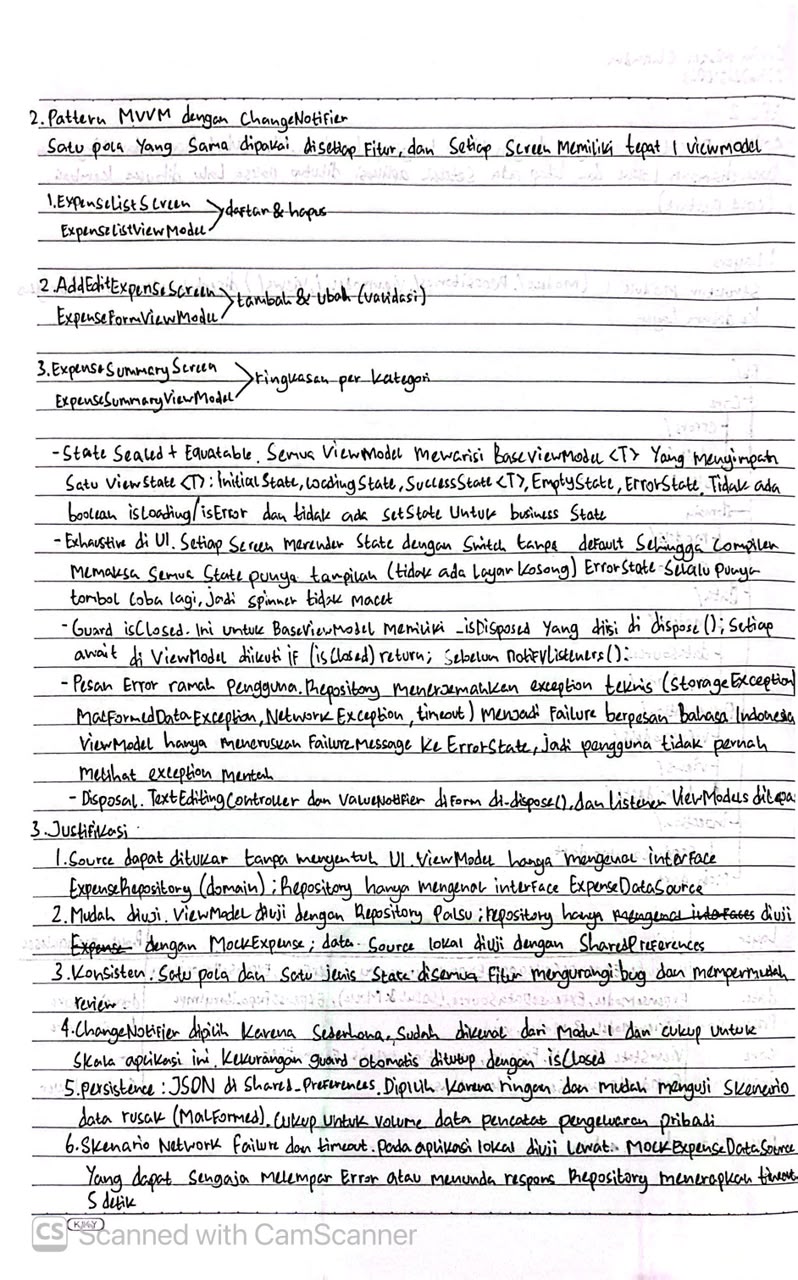 2. Pattern MVVM dengan ChangeNotifier
Satu pola Yang Sama dipakai disetiap Fitur, dan Setiap Screen Memiliki tepat 1 viewmodel
1. ExpenseListScreen
daftar & hapus
ExpenseListViewModel
2. AddEditExpenseScreen
tambah & ubah (validasi)
ExpenseFormViewModel
3. ExpenseSummaryScreen
ringkasan per kategori
ExpenseSummaryViewModel
- State Sealed + Equatable. Semua ViewModel Mewarisi BaseViewModel <T> Yang Menyimpan
Satu ViewState <T>: InitialState, LoadingState, SuccessState <T>, EmptyState, ErrorState. Tidak ada
boolean isLoading/isError dan tidak ada setState Untuk business State
- Exhaustive di UI. Setiap Screen Merender State dengan Switch tanpa default Sehingga Compiler
Memaksa Semua State punya tampilan (tidak ada Layar Kosong) ErrorState Selalu Punya
tombol coba lagi, jadi spinner tidak macet
- Guard isClosed. Ini untuk BaseViewModel Memiliki _isDisposed Yang diisi di dispose(); Setiap
await di ViewModel diikuti if (isClosed) return; Sebelum notifyListeners().
- Pesan Error ramah Pengguna. Repository Menerjemahkan exception teknis (StorageException
MalFormedDataException, Network Exception, timeout) Menjadi Failure berpesan Bahasa Indonesia
ViewModel hanya meneruskan Failure.Message Ke ErrorState, jadi pengguna tidak pernah
Melihat exception Mentah
- Disposal. TextEditingController dan ValueNotifier diForm di-dispose(), dan listener ViewModels dilepa
3. Justifikasi
1. Source dapat ditukar tanpa menyentuh UI. ViewModel hanya mengenal interface
ExpenseRepository (domain) ; Repository hanya mengenal interface ExpenseDataSource
2. Mudah diuji. ViewModel diuji dengan Repository Palsu ; repository hanya mengenal interfaces diuji
Expense dengan MockExpense; data Source lokal diuji dengan SharedPreferences
3. Konsisten. Satu pola dan Satu jenis State disemua Fitur mengurangi bug dan mempermudah
review.
4. ChangeNotifier dipilih Karena Sederhana, Sudah dikenal dari Modul 1 dan cukup untuk
Skala aplikasi ini. Kekurangan guard otomatis ditutup dengan isClosed
5. persistence : JSON di Shared_Preferences. Dipilih Karena ringan dan mudah menguji Skenario
data rusak (MalFormed). Cukup untuk volume data pencatat pengeluaran pribadi
6. Skenario Network Failure dan timeout. pada aplikasi lokal diuji Lewat MockExpenseDataSource
Yang dapat Sengaja Melempar Error atau menunda respons Repository menerapkan timeout
5 detik
KIKY
CS Scanned with CamScanner